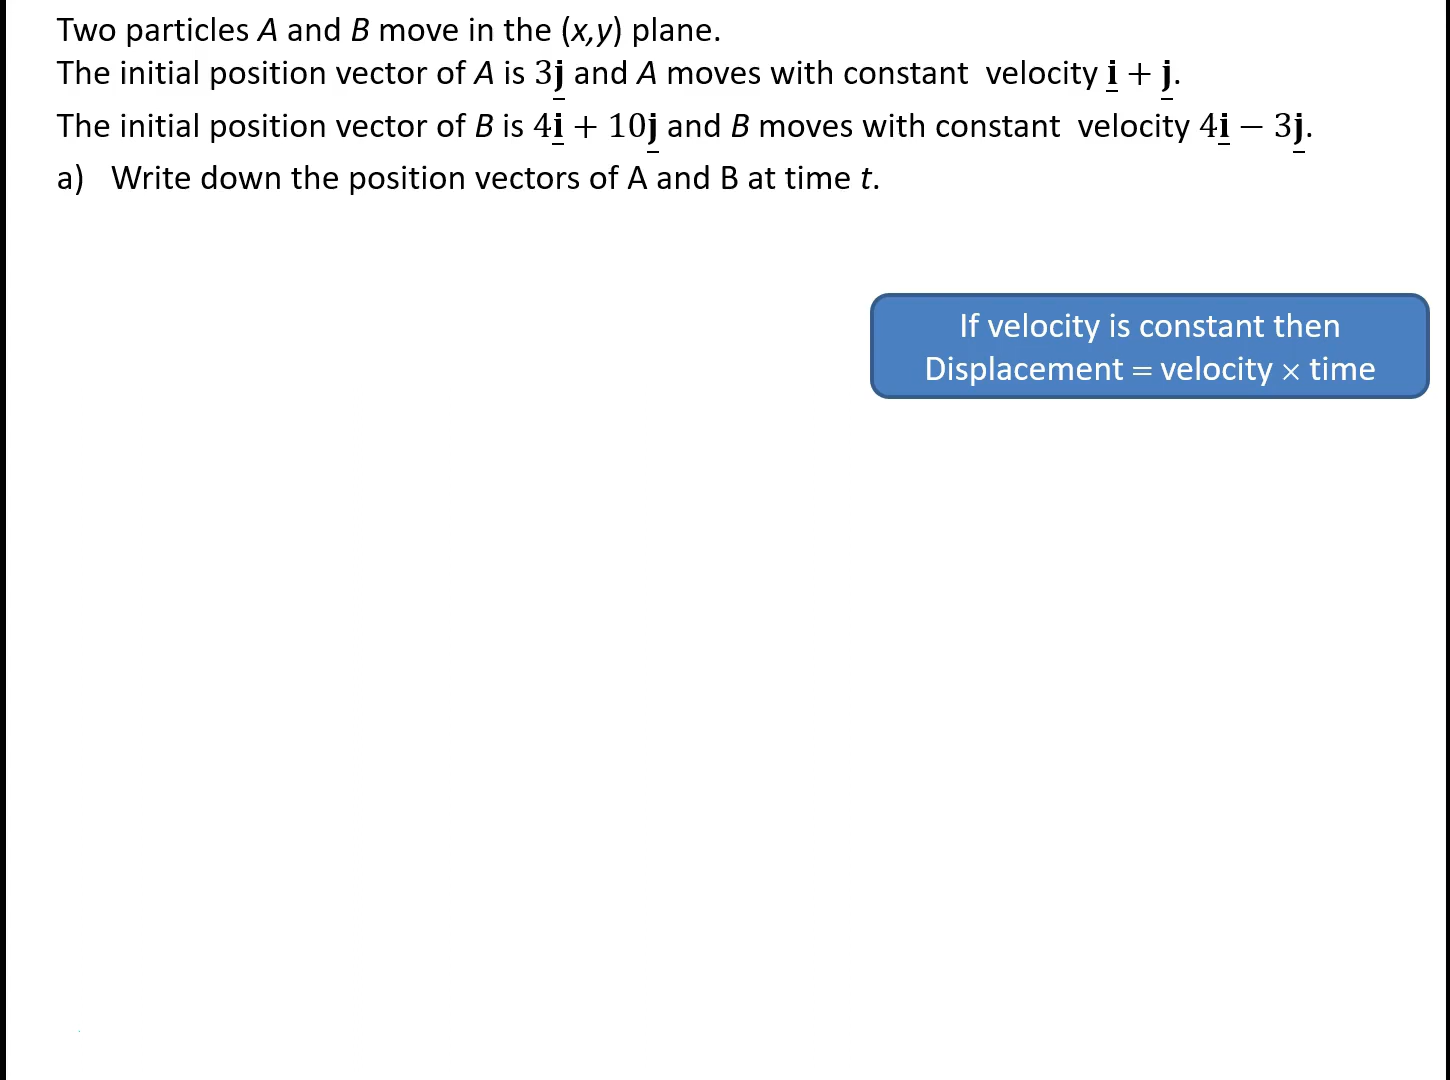 Two particles A and B move in the (x,y) plane.
The initial position vector of A is 3j and A moves with constant velocity i + j.
The initial position vector of B is 4i + 10j and B moves with constant velocity 4i − 3j.
a) Write down the position vectors of A and B at time t.
If velocity is constant then
Displacement = velocity × time